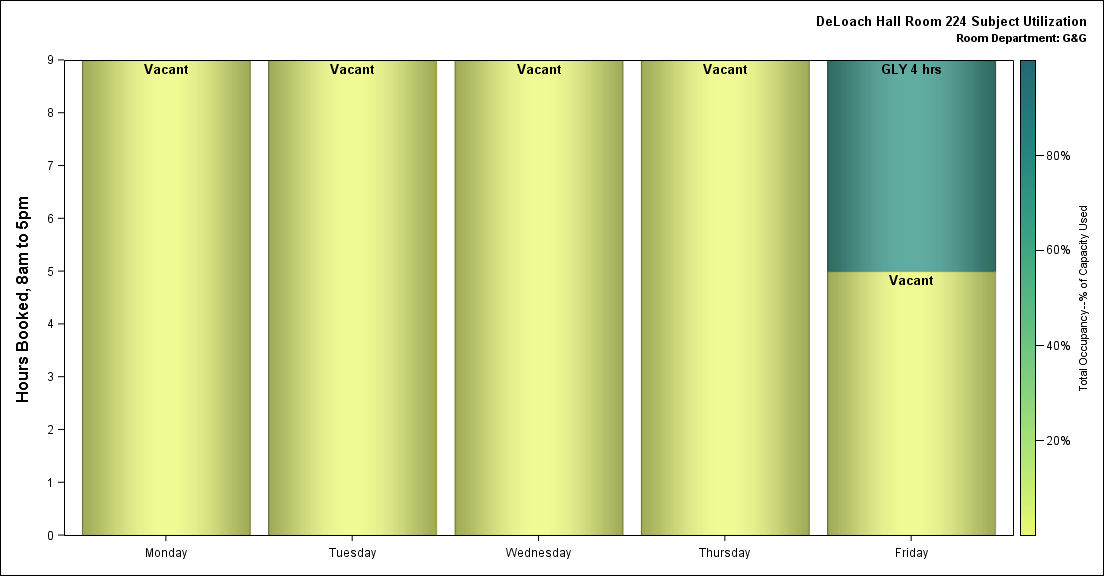 DeLoach Hall Room 224 Subject Utilization
Room Department: G&G
Hours Booked, 8am to 5pm
9
8
7
6
5
4
3
2
1
0
Vacant
Vacant
Vacant
Vacant
GLY 4 hrs
Vacant
Monday
Tuesday
Wednesday
Thursday
Friday
80%
60%
40%
20%
Total Occupancy--% of Capacity Used